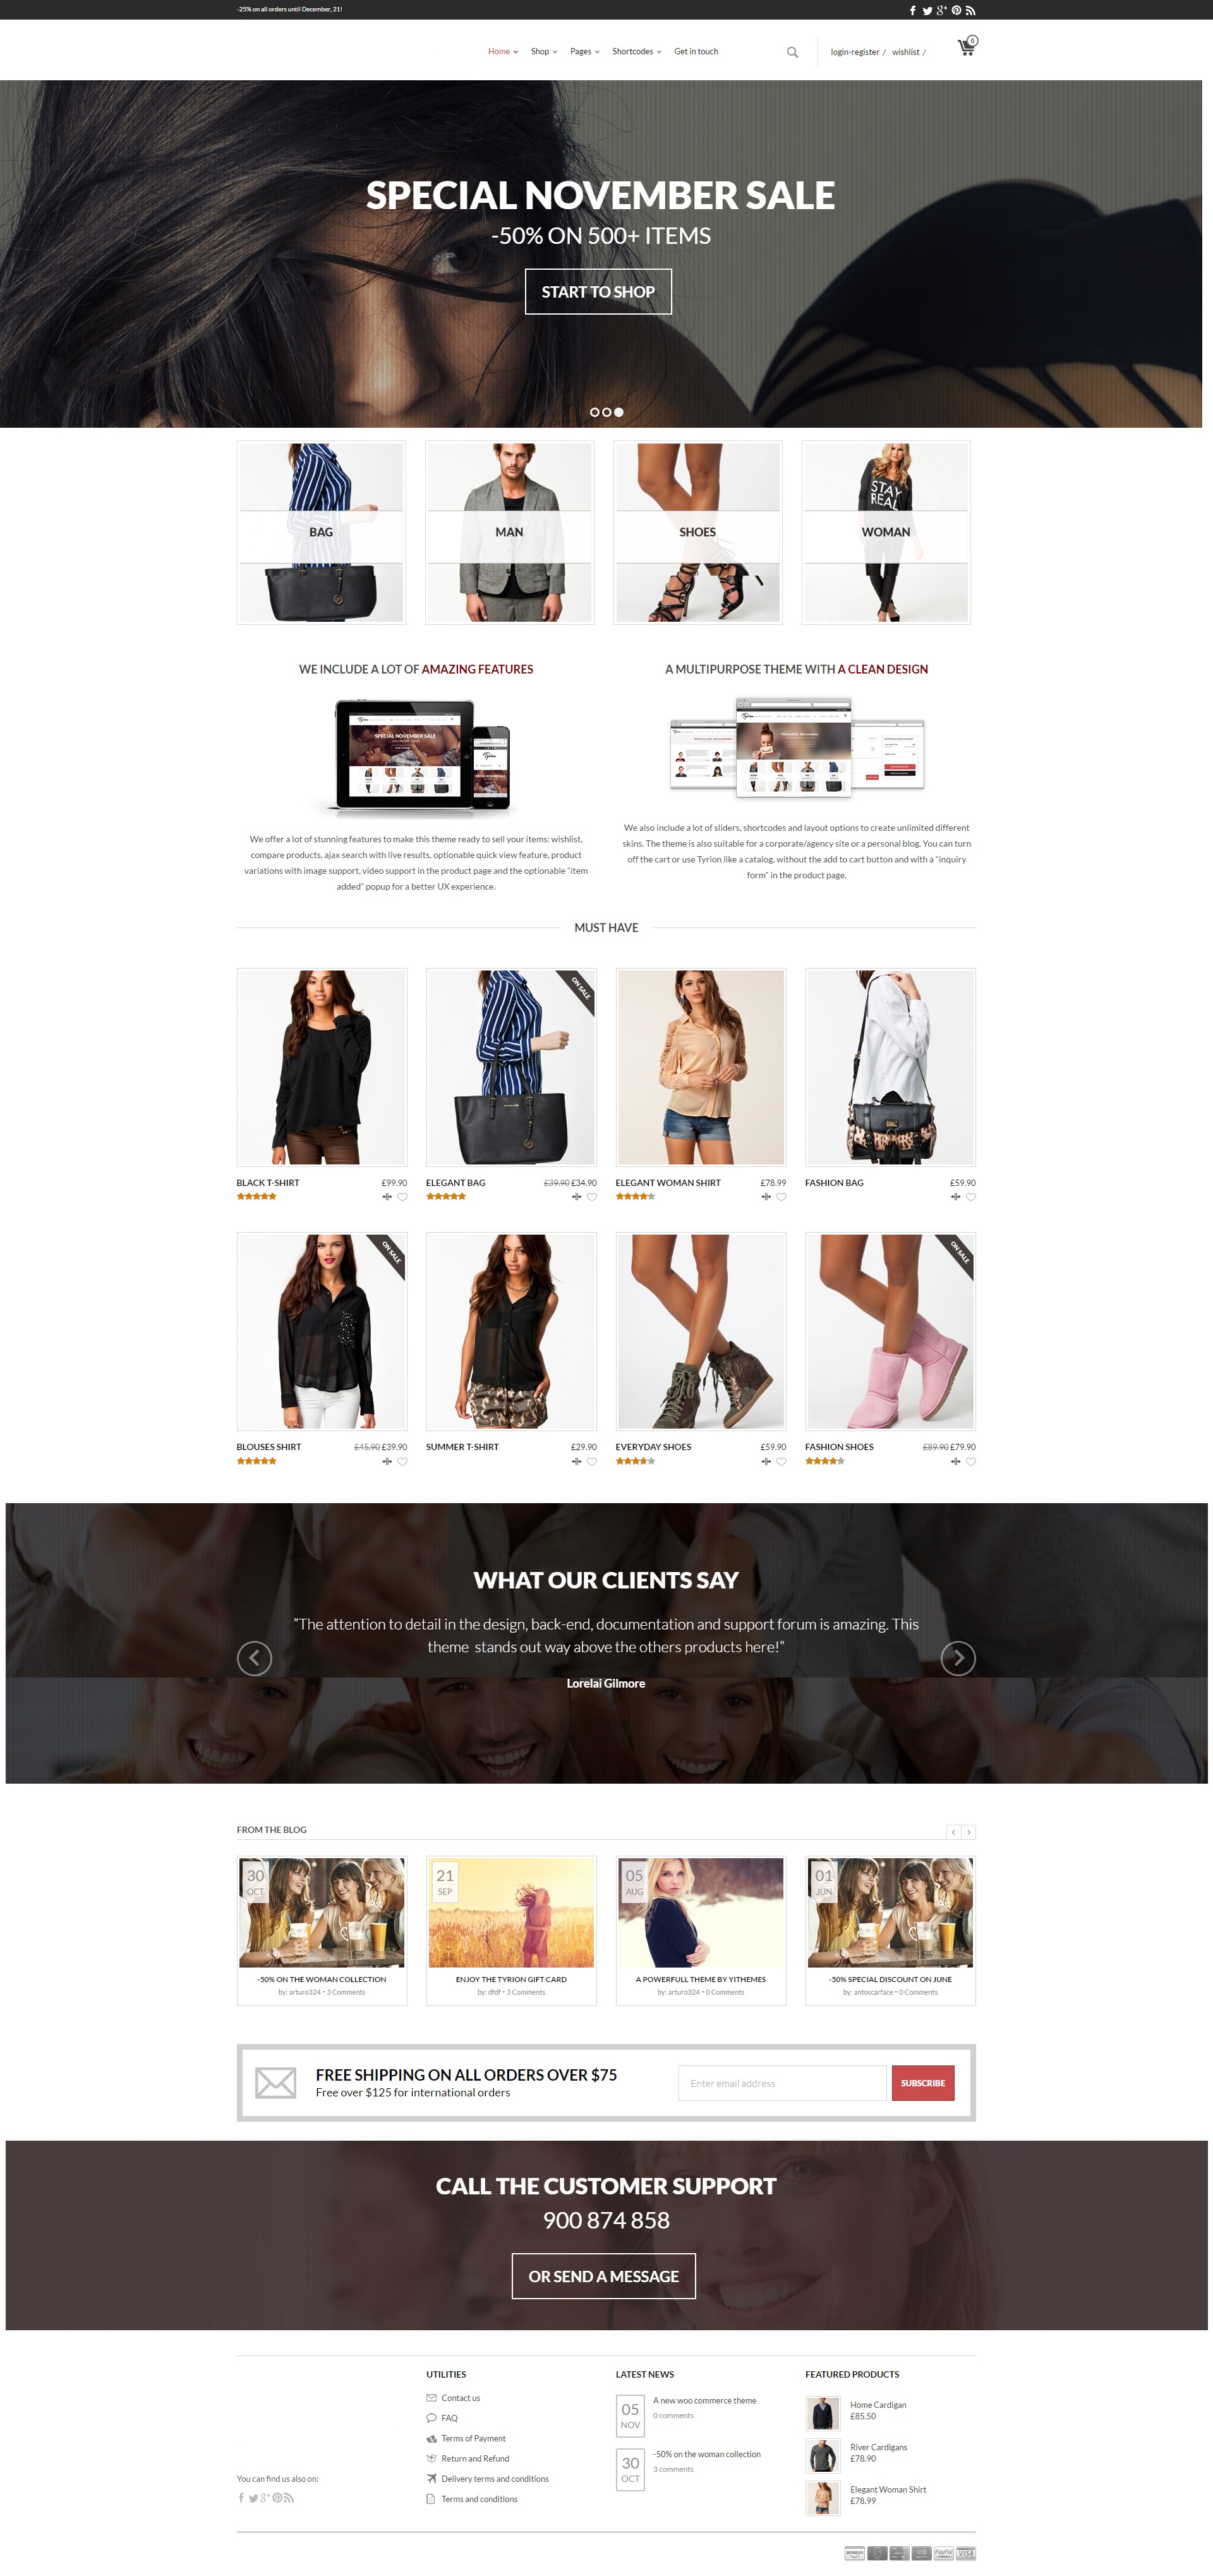 -25% on all orders until December, 21!
Home Shop Pages Shortcodes Get in touch
login-register / wishlist /
0
SPECIAL NOVEMBER SALE
-50% ON 500+ ITEMS
START TO SHOP
STAY
REAL
BAG
MAN
SHOES
WOMAN
WE INCLUDE A LOT OF AMAZING FEATURES
SPECIAL NOVEMBER SALE
We offer a lot of stunning features to make this theme ready to sell your items: wishlist,
compare products, ajax search with live results, optionable quick view feature, product
variations with image support, video support in the product page and the optionable "item
added" popup for a better UX experience.
A MULTIPURPOSE THEME WITH A CLEAN DESIGN
We also include a lot of sliders, shortcodes and layout options to create unlimited different
skins. The theme is also suitable for a corporate/agency site or a personal blog. You can turn
off the cart or use Tyrion like a catalog, without the add to cart button and with a "inquiry
form" in the product page.
MUST HAVE
ON SALE
BLACK T-SHIRT £99.90
ELEGANT BAG £39.90 £34.90
ELEGANT WOMAN SHIRT £78.99
FASHION BAG £59.90
ON SALE
ON SALE
BLOUSES SHIRT £45.90 £39.90
SUMMER T-SHIRT £29.90
EVERYDAY SHOES £59.90
FASHION SHOES £89.90 £79.90
WHAT OUR CLIENTS SAY
"The attention to detail in the design, back-end, documentation and support forum is amazing. This
theme stands out way above the others products here!"
Lorelai Gilmore
FROM THE BLOG
30
OCT
-50% ON THE WOMAN COLLECTION
by: arturo324 • 3 Comments
21
SEP
ENJOY THE TYRION GIFT CARD
by: dfdf • 3 Comments
05
AUG
A POWERFULL THEME BY YITHEMES
by: arturo324 • 0 Comments
01
JUN
-50% SPECIAL DISCOUNT ON JUNE
by: antoscarface • 0 Comments
FREE SHIPPING ON ALL ORDERS OVER $75
Free over $125 for international orders
Enter email address
SUBSCRIBE
CALL THE CUSTOMER SUPPORT
900 874 858
OR SEND A MESSAGE
You can find us also on:
UTILITIES
Contact us
FAQ
Terms of Payment
Return and Refund
Delivery terms and conditions
Terms and conditions
LATEST NEWS
05
NOV
A new woo commerce theme
0 comments
30
OCT
-50% on the woman collection
3 comments
FEATURED PRODUCTS
Home Cardigan
£85.50
River Cardigans
£78.90
Elegant Woman Shirt
£78.99
PayPal
VISA